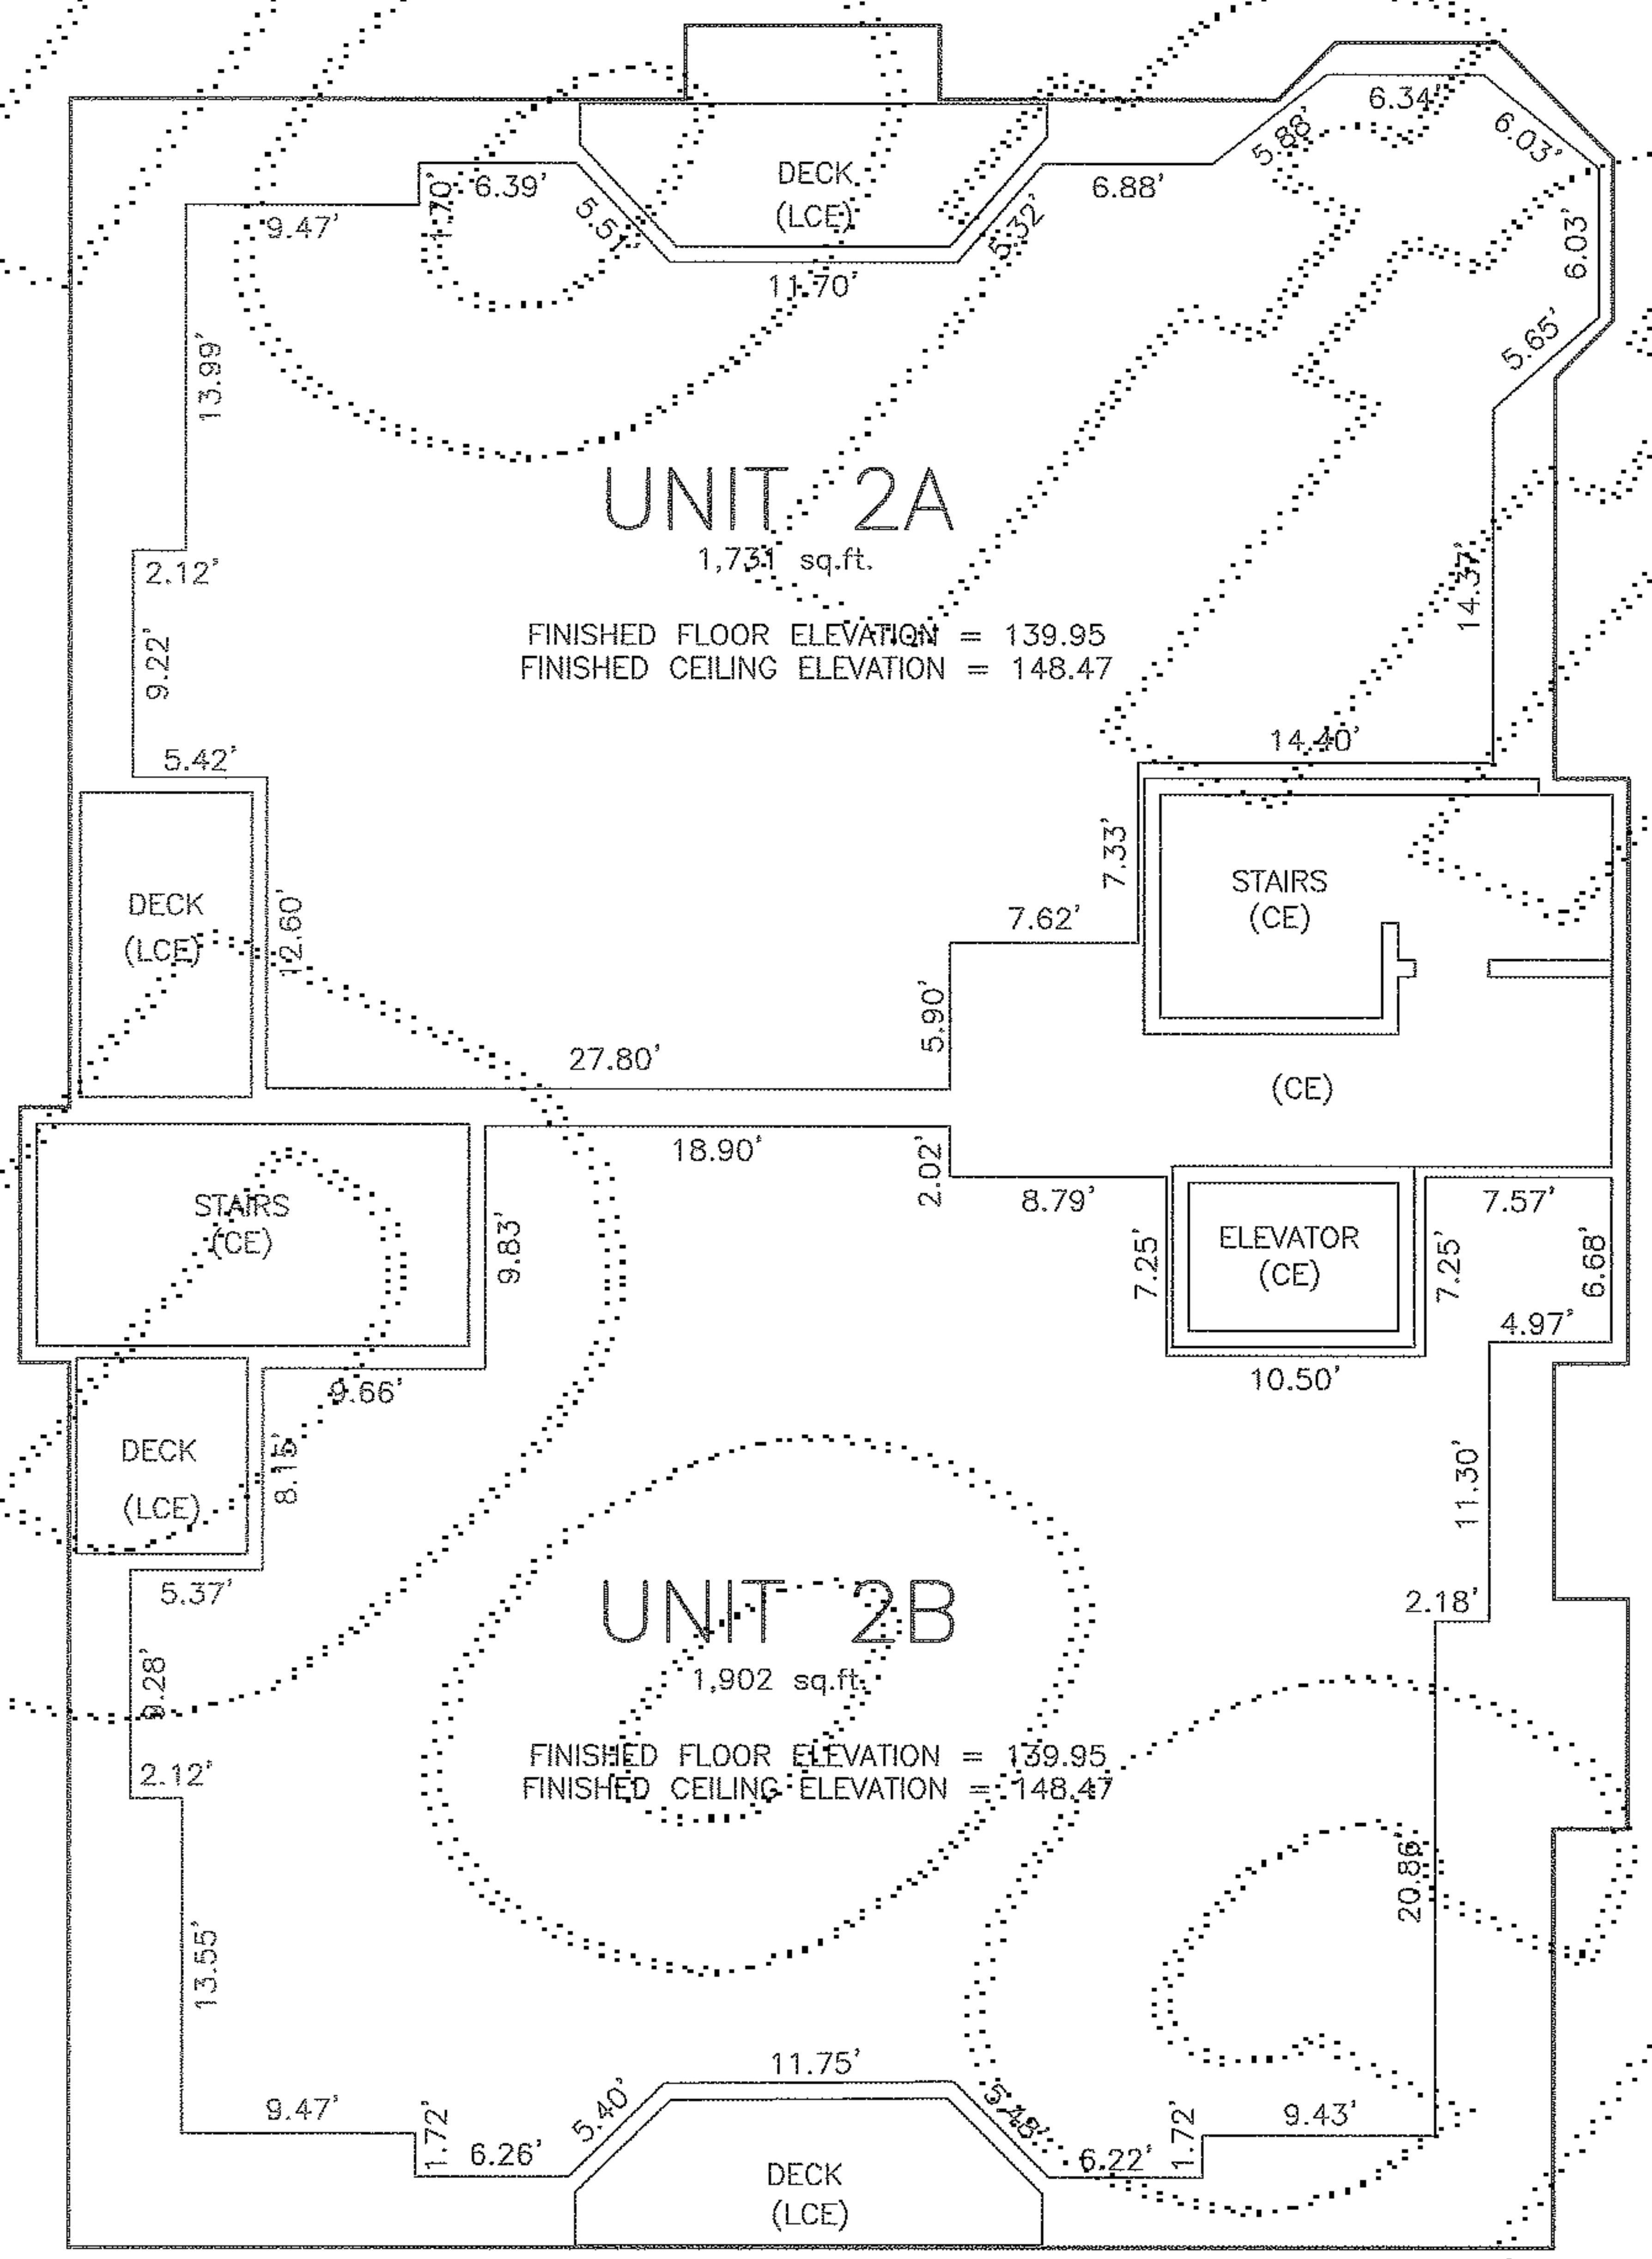 6.34'
5.88'
6.03'
DECK
(LCE)
6.39'
1.70'
6.88'
9.47'
5.51'
5.32'
6.03'
11.70'
5.65'
13.99'
UNIT 2A
1,731 sq.ft.
2.12'
14.37'
FINISHED FLOOR ELEVATION = 139.95
FINISHED CEILING ELEVATION = 148.47
9.22'
14.40'
5.42'
7.33'
STAIRS
(CE)
DECK
(LCE)
12.60'
7.62'
5.90'
27.80'
(CE)
18.90'
2.02'
8.79'
7.57'
STAIRS
(CE)
9.83'
7.25'
ELEVATOR
(CE)
7.25'
6.68'
4.97'
10.50'
9.66'
DECK
(LCE)
8.15'
11.30'
5.37'
UNIT 2B
1,902 sq.ft.
2.18'
9.28'
FINISHED FLOOR ELEVATION = 139.95
FINISHED CEILING ELEVATION = 148.47
2.12'
20.86'
13.55'
11.75'
9.47'
1.72'
5.40'
5.48'
9.43'
6.26'
6.22'
1.72'
DECK
(LCE)